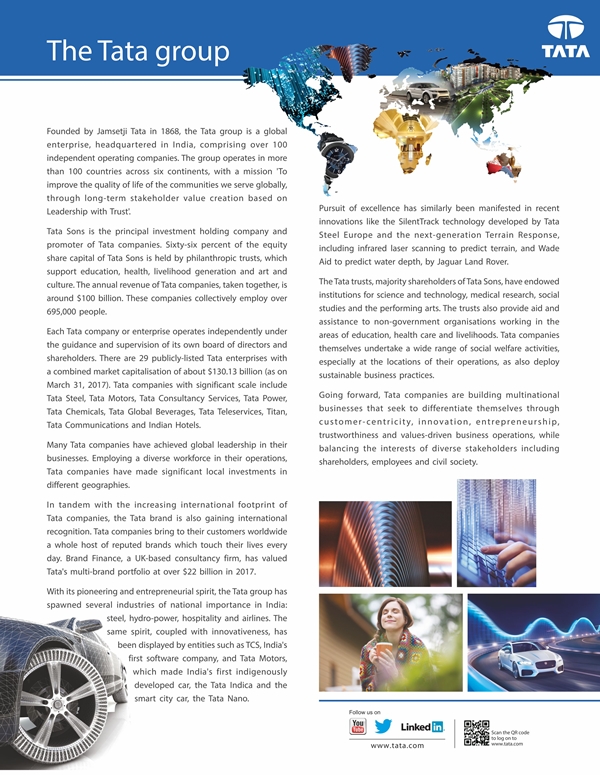 The Tata group
TATA
Founded by Jamsetji Tata in 1868, the Tata group is a global
enterprise, headquartered in India, comprising over 100
independent operating companies. The group operates in more
than 100 countries across six continents, with a mission 'To
improve the quality of life of the communities we serve globally,
through long-term stakeholder value creation based on
Leadership with Trust'.
Tata Sons is the principal investment holding company and
promoter of Tata companies. Sixty-six percent of the equity
share capital of Tata Sons is held by philanthropic trusts, which
support education, health, livelihood generation and art and
culture. The annual revenue of Tata companies, taken together, is
around $100 billion. These companies collectively employ over
695,000 people.
Each Tata company or enterprise operates independently under
the guidance and supervision of its own board of directors and
shareholders. There are 29 publicly-listed Tata enterprises with
a combined market capitalisation of about $130.13 billion (as on
March 31, 2017). Tata companies with significant scale include
Tata Steel, Tata Motors, Tata Consultancy Services, Tata Power,
Tata Chemicals, Tata Global Beverages, Tata Teleservices, Titan,
Tata Communications and Indian Hotels.
Many Tata companies have achieved global leadership in their
businesses. Employing a diverse workforce in their operations,
Tata companies have made significant local investments in
different geographies.
In tandem with the increasing international footprint of
Tata companies, the Tata brand is also gaining international
recognition. Tata companies bring to their customers worldwide
a whole host of reputed brands which touch their lives every
day. Brand Finance, a UK-based consultancy firm, has valued
Tata's multi-brand portfolio at over $22 billion in 2017.
With its pioneering and entrepreneurial spirit, the Tata group has
spawned several industries of national importance in India:
steel, hydro-power, hospitality and airlines. The
same spirit, coupled with innovativeness, has
been displayed by entities such as TCS, India's
first software company, and Tata Motors,
which made India's first indigenously
developed car, the Tata Indica and the
smart city car, the Tata Nano.
Pursuit of excellence has similarly been manifested in recent
innovations like the SilentTrack technology developed by Tata
Steel Europe and the next-generation Terrain Response,
including infrared laser scanning to predict terrain, and Wade
Aid to predict water depth, by Jaguar Land Rover.
The Tata trusts, majority shareholders of Tata Sons, have endowed
institutions for science and technology, medical research, social
studies and the performing arts. The trusts also provide aid and
assistance to non-government organisations working in the
areas of education, health care and livelihoods. Tata companies
themselves undertake a wide range of social welfare activities,
especially at the locations of their operations, as also deploy
sustainable business practices.
Going forward, Tata companies are building multinational
businesses that seek to differentiate themselves through
customer-centricity, innovation, entrepreneurship,
trustworthiness and values-driven business operations, while
balancing the interests of diverse stakeholders including
shareholders, employees and civil society.
Follow us on
You Tube
Linked in
www.tata.com
Scan the QR code
to log on to
www.tata.com